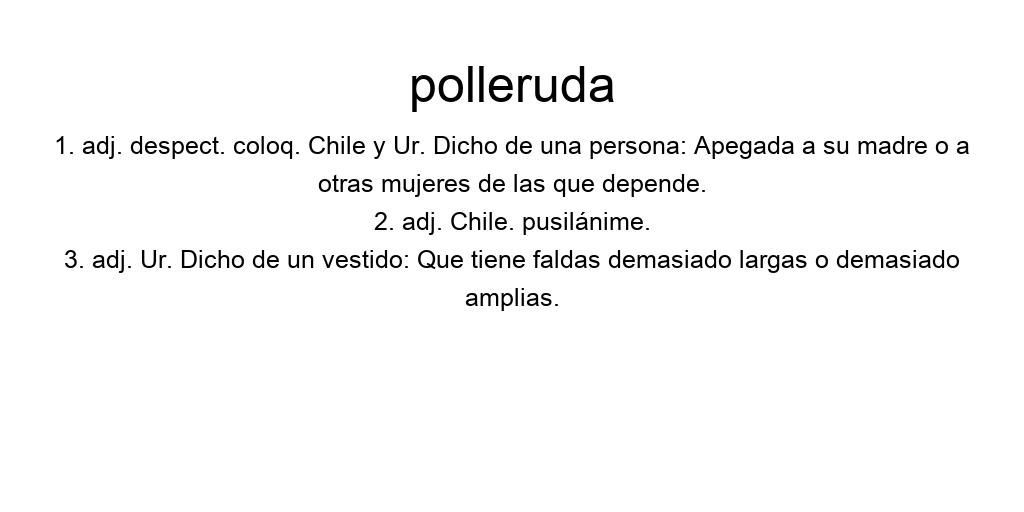 polleruda
1. adj. despect. coloq. Chile y Ur. Dicho de una persona: Apegada a su madre o a
otras mujeres de las que depende.
2. adj. Chile. pusilánime.
3. adj. Ur. Dicho de un vestido: Que tiene faldas demasiado largas o demasiado
amplias.